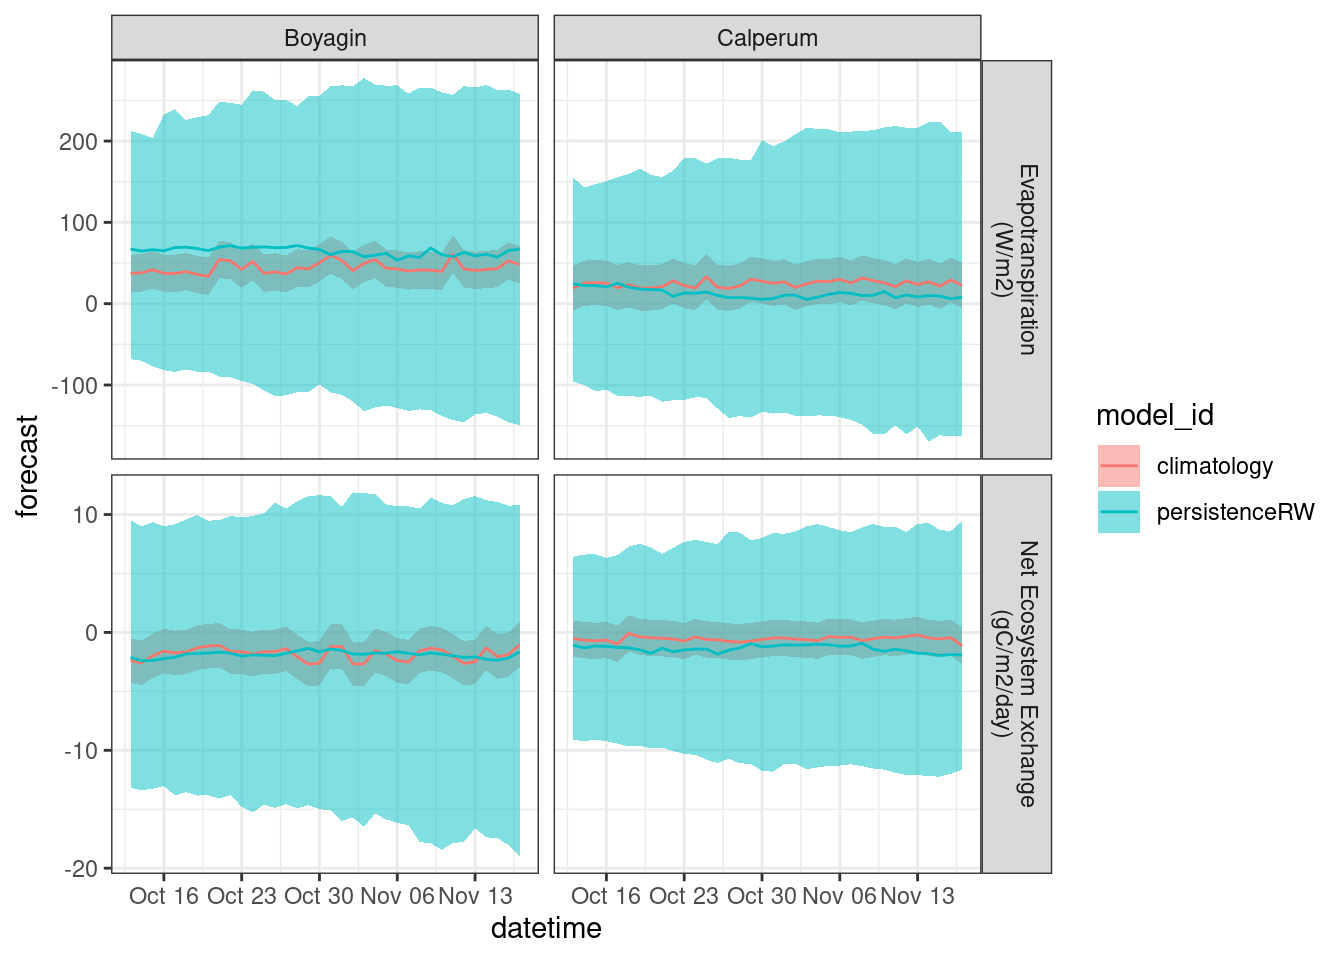 Boyagin
Calperum
200
100
0
-100
Evapotranspiration
(W/m2)
10
0
-10
-20
Net Ecosystem Exchange
(gC/m2/day)
Oct 16
Oct 23
Oct 30
Nov 06
Nov 13
Oct 16
Oct 23
Oct 30
Nov 06
Nov 13
datetime
forecast
model_id
climatology
persistenceRW